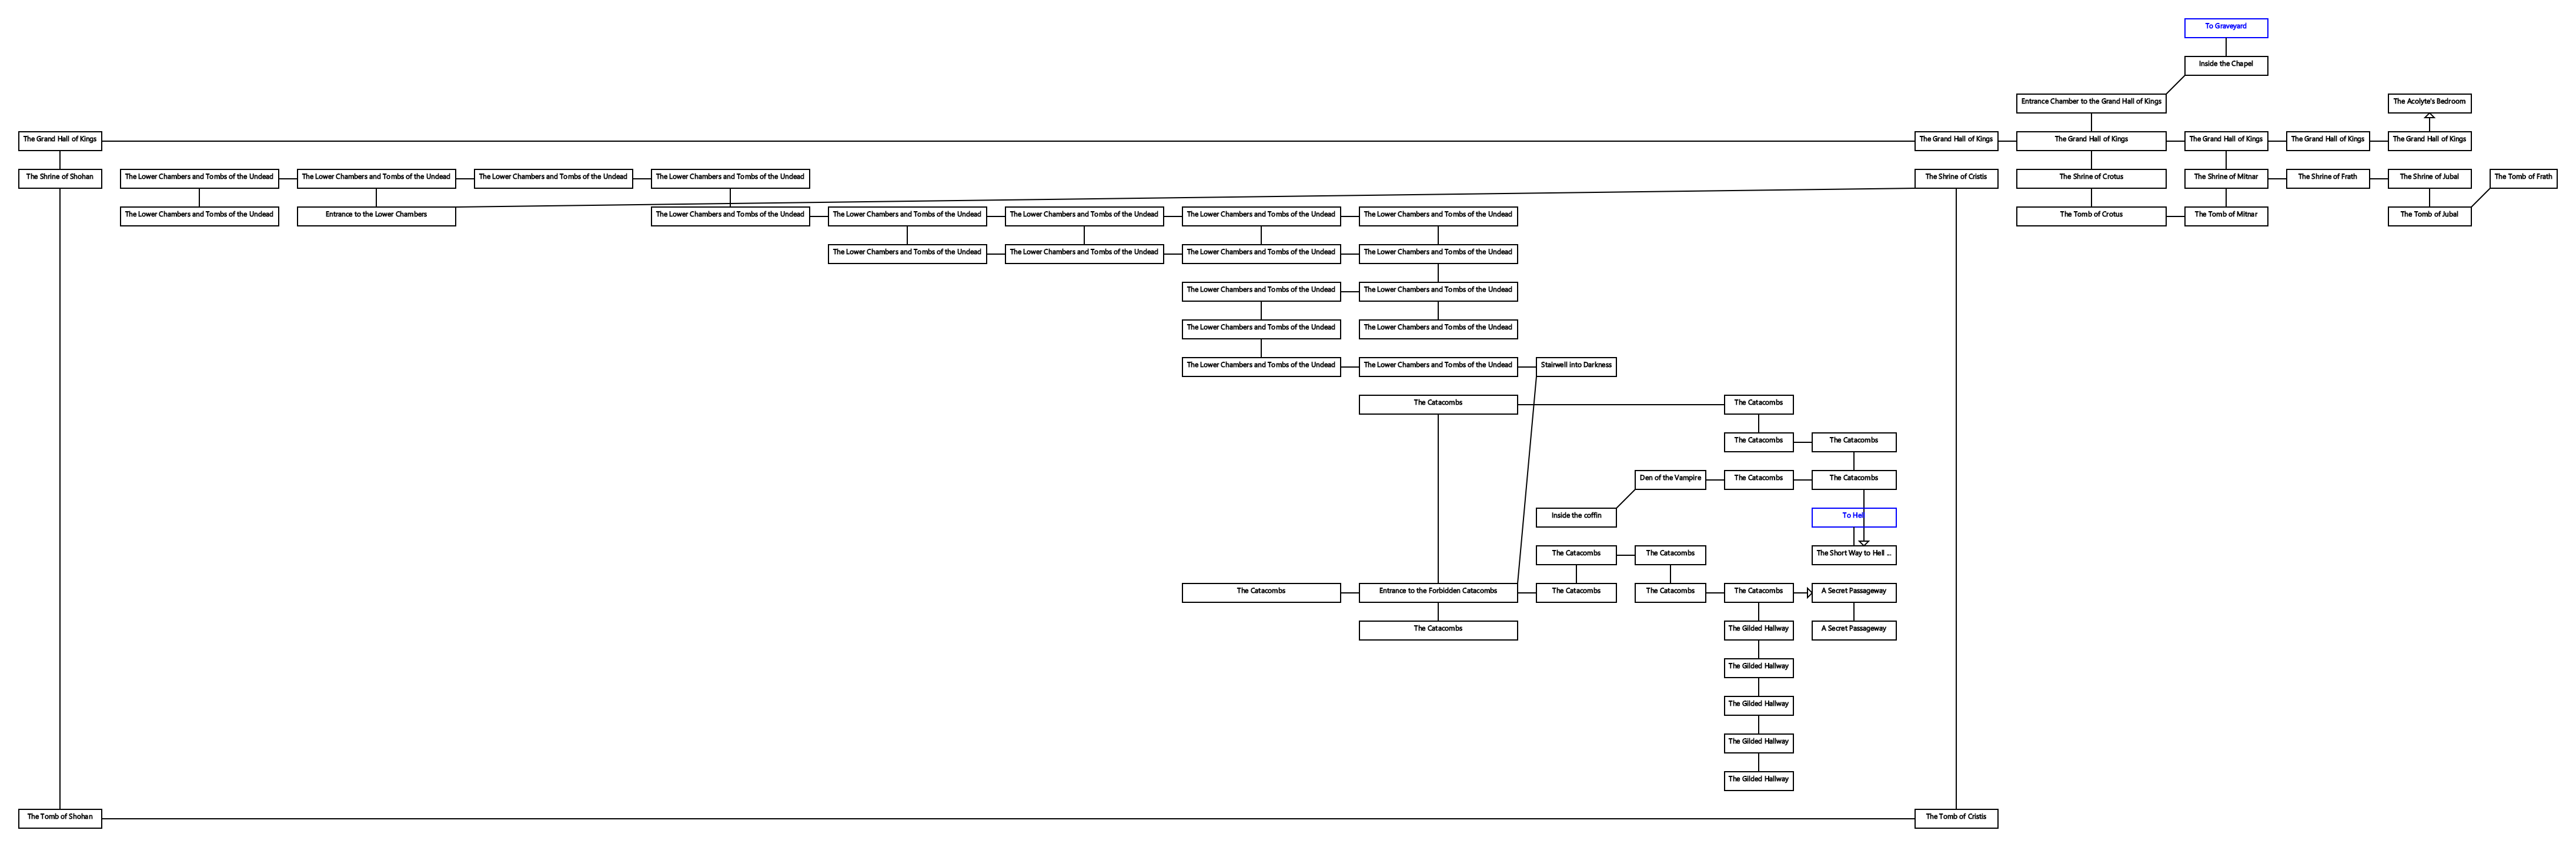 To Graveyard
Inside the Chapel
Entrance Chamber to the Grand Hall of Kings
The Acolyte's Bedroom
The Grand Hall of Kings
The Grand Hall of Kings
The Grand Hall of Kings
The Grand Hall of Kings
The Grand Hall of Kings
The Grand Hall of Kings
The Shrine of Shohan
The Lower Chambers and Tombs of the Undead
The Lower Chambers and Tombs of the Undead
The Lower Chambers and Tombs of the Undead
The Lower Chambers and Tombs of the Undead
The Shrine of Cristis
The Shrine of Crotus
The Shrine of Mitnar
The Shrine of Frath
The Shrine of Jubal
The Tomb of Frath
The Lower Chambers and Tombs of the Undead
Entrance to the Lower Chambers
The Lower Chambers and Tombs of the Undead
The Lower Chambers and Tombs of the Undead
The Lower Chambers and Tombs of the Undead
The Lower Chambers and Tombs of the Undead
The Lower Chambers and Tombs of the Undead
The Tomb of Crotus
The Tomb of Mitnar
The Tomb of Jubal
The Lower Chambers and Tombs of the Undead
The Lower Chambers and Tombs of the Undead
The Lower Chambers and Tombs of the Undead
The Lower Chambers and Tombs of the Undead
The Lower Chambers and Tombs of the Undead
The Lower Chambers and Tombs of the Undead
The Lower Chambers and Tombs of the Undead
The Lower Chambers and Tombs of the Undead
The Lower Chambers and Tombs of the Undead
The Lower Chambers and Tombs of the Undead
Stairwell into Darkness
The Catacombs
The Catacombs
The Catacombs
The Catacombs
Den of the Vampire
The Catacombs
The Catacombs
Inside the coffin
To Hell
The Catacombs
The Catacombs
The Short Way to Hell ...
The Catacombs
Entrance to the Forbidden Catacombs
The Catacombs
The Catacombs
The Catacombs
A Secret Passageway
The Catacombs
The Gilded Hallway
A Secret Passageway
The Gilded Hallway
The Gilded Hallway
The Gilded Hallway
The Gilded Hallway
The Tomb of Shohan
The Tomb of Cristis